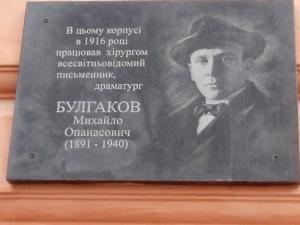 В цьому корпусі
в 1916 році
працював хірургом
всесвітньовідомий
письменник,
драматург
БУЛГАКОВ
Михайло
Опанасович
(1891 - 1940)